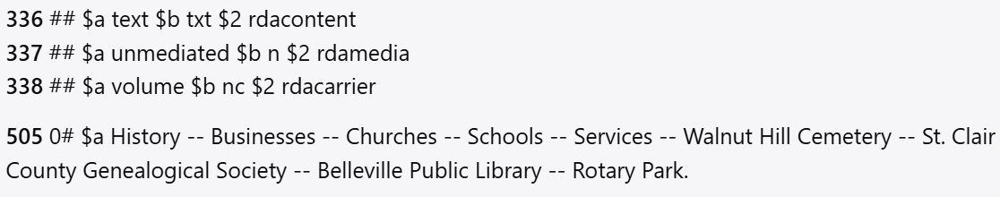 336 ## $a text $b txt $2 rdacontent
337 ## $a unmediated $b n $2 rdamedia
338 ## $a volume $b nc $2 rdacarrier
505 0# $a History -- Businesses -- Churches -- Schools -- Services -- Walnut Hill Cemetery -- St. Clair
County Genealogical Society -- Belleville Public Library -- Rotary Park.